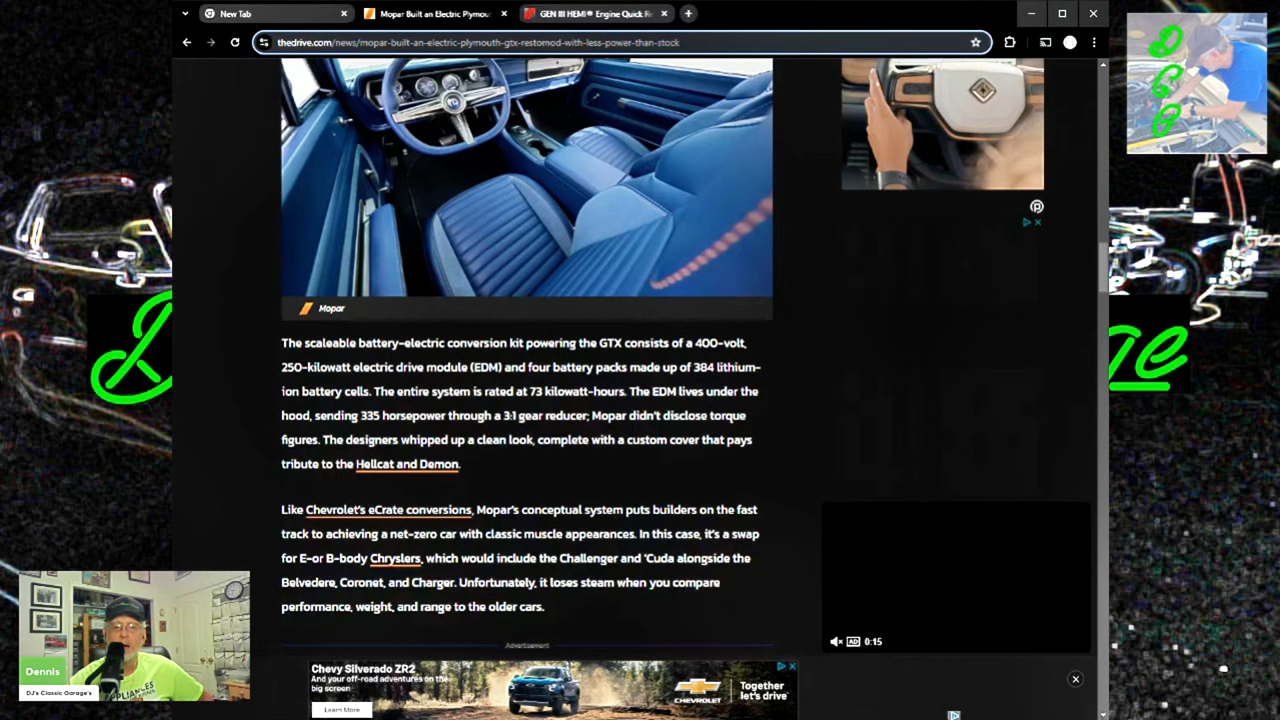 New Tab
Mopar Built an Electric Plymou
GEN III HEMI® Engine Quick Re
thedrive.com/news/mopar-built-an-electric-plymouth-gtx-restomod-with-less-power-than-stock
D
G
Mopar
The scaleable battery-electric conversion kit powering the GTX consists of a 400-volt,
250-kilowatt electric drive module (EDM) and four battery packs made up of 384 lithium-
ion battery cells. The entire system is rated at 73 kilowatt-hours. The EDM lives under the
hood, sending 335 horsepower through a 3:1 gear reducer; Mopar didn't disclose torque
figures. The designers whipped up a clean look, complete with a custom cover that pays
tribute to the Hellcat and Demon.
D
ge
Like Chevrolet's eCrate conversions, Mopar's conceptual system puts builders on the fast
track to achieving a net-zero car with classic muscle appearances. In this case, it's a swap
for E-or B-body Chryslers, which would include the Challenger and 'Cuda alongside the
Belvedere, Coronet, and Charger. Unfortunately, it loses steam when you compare
performance, weight, and range to the older cars.
AD 0:15
Advertisement
Chevy Silverado ZR2
And your off-road adventures on the
big screen
Learn More
CHEVROLET
Together
let's drive
Dennis
DJ's Classic Garage's
APPLIANCES